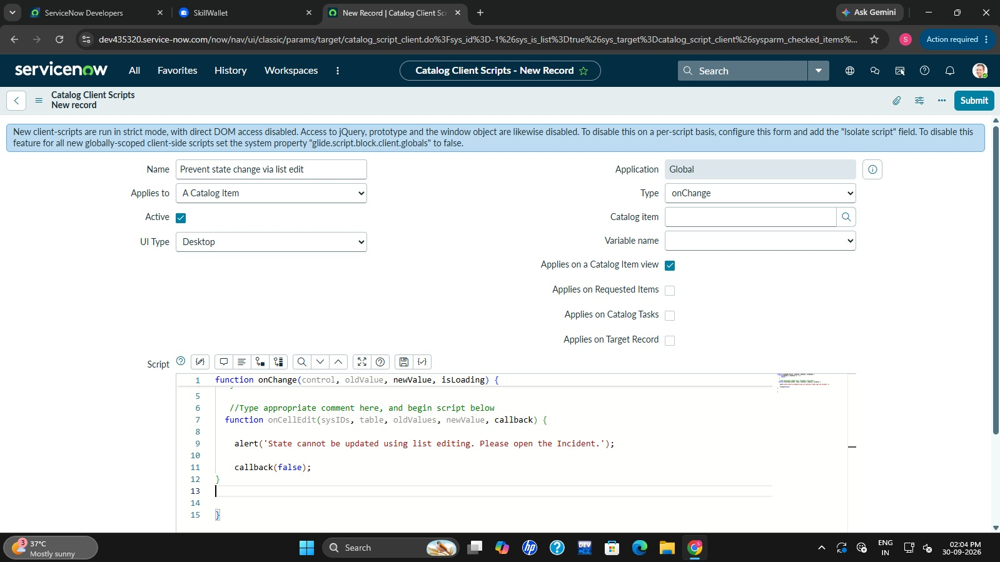 ServiceNow Developers
SkillWallet
New Record | Catalog Client Scr
Ask Gemini
dev435320.service-now.com/now/nav/ui/classic/params/target/catalog_script_client.do%3Fsys_id%3D-1%26sys_is_list%3Dtrue%26sys_target%3Dcatalog_script_client%26sysparm_checked_items%...
S
Action required
servicenow
All
Favorites
History
Workspaces
Catalog Client Scripts - New Record
Search
Catalog Client Scripts
New record
Submit
New client-scripts are run in strict mode, with direct DOM access disabled. Access to jQuery, prototype and the window object are likewise disabled. To disable this on a per-script basis, configure this form and add the "Isolate script" field. To disable this
feature for all new globally-scoped client-side scripts set the system property "glide.script.block.client.globals" to false.
Name
Prevent state change via list edit
Application
Global
Applies to
A Catalog Item
Type
onChange
Active
Catalog item
UI Type
Desktop
Variable name
Applies on a Catalog Item view
Applies on Requested Items
Applies on Catalog Tasks
Applies on Target Record
Script
1 function onChange(control, oldValue, newValue, isLoading) {
5
6 //Type appropriate comment here, and begin script below
7 function onCellEdit(sysIDs, table, oldValues, newValue, callback) {
8
9 alert('State cannot be updated using list editing. Please open the Incident.');
10
11 callback(false);
12 }
13
14
15 }
3
37°C
Mostly sunny
Search
hp
DEV
ENG
IN
02:04 PM
30-09-2026